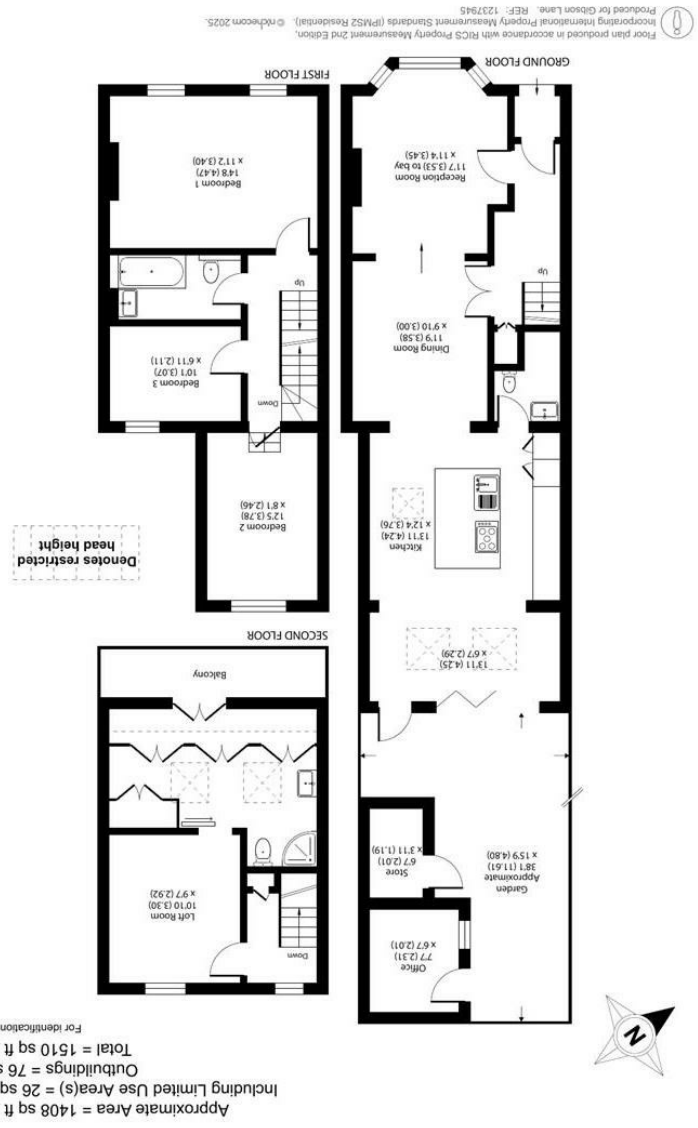 Approximate Area = 1408 sq ft
Including Limited Use Area(s) = 26 sq
Outbuildings = 76 s
Total = 1510 sq ft
For identification
N
Office
7'7 (2.31)
x 6'7 (2.01)
Store
6'7 (2.01)
x 3'11 (1.19)
Garden
Approximate
38'1 (11.61)
x 15'9 (4.80)
13'11 (4.25)
x 6'7 (2.29)
Kitchen
13'11 (4.24)
x 12'4 (3.76)
Dining Room
11'9 (3.58)
x 9'10 (3.00)
Up
Reception Room
11'7 (3.53) to bay
x 11'4 (3.45)
GROUND FLOOR
Down
Loft Room
10'10 (3.30)
x 9'7 (2.92)
Balcony
SECOND FLOOR
Denotes restricted
head height
Bedroom 2
12'5 (3.78)
x 8'1 (2.46)
Down
Bedroom 3
10'1 (3.07)
x 6'11 (2.11)
Up
Bedroom 1
14'8 (4.47)
x 11'2 (3.40)
FIRST FLOOR
Floor plan produced in accordance with RICS Property Measurement 2nd Edition,
Incorporating International Property Measurement Standards (IPMS2 Residential). © nichecom 2025.
Produced for Gibson Lane. REF: 1237945